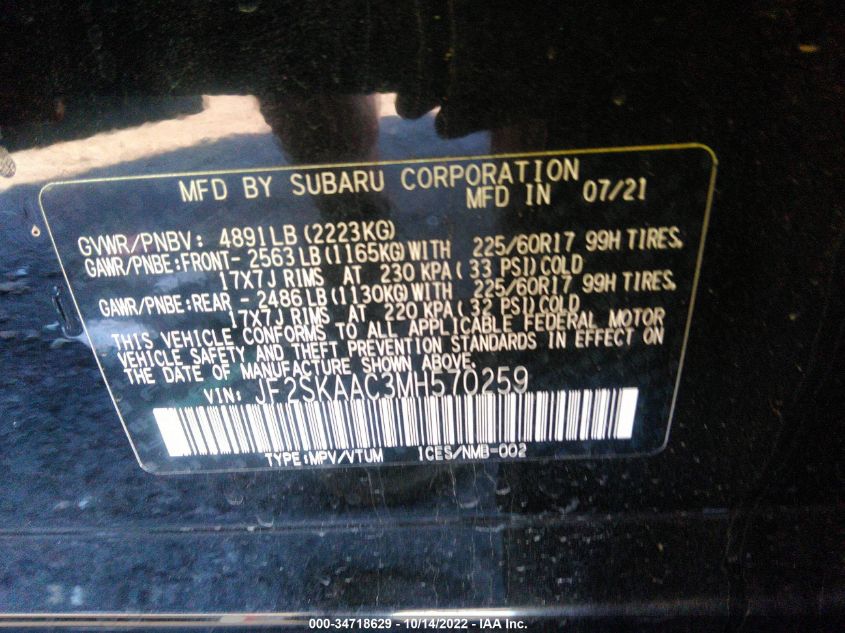 MFD BY SUBARU CORPORATION
MFD IN 07/21
GVWR/PNBV: 4891LB(2223KG)
GAWR/PNBE:FRONT- 2563LB(1165KG)WITH 225/60R17 99H TIRES,
17X7J RIMS AT 230 KPA( 33 PSI)COLD
GAWR/PNBE:REAR - 2486LB(1130KG)WITH 225/60R17 99H TIRES,
17X7J RIMS AT 220 KPA( 32 PSI)COLD
THIS VEHICLE CONFORMS TO ALL APPLICABLE FEDERAL MOTOR
VEHICLE SAFETY AND THEFT PREVENTION STANDARDS IN EFFECT ON
THE DATE OF MANUFACTURE SHOWN ABOVE.
VIN: JF2SKAAC3MH570259
TYPE:MPV/VTUM ICES/NMB-002
000-34718629 - 10/14/2022 - IAA Inc.